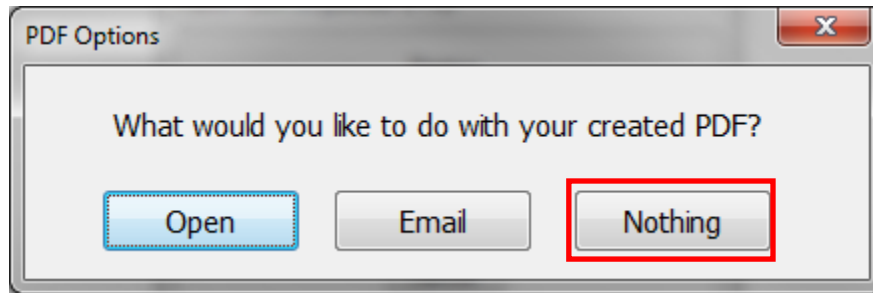 PDF Options
What would you like to do with your created PDF?
Open Email Nothing